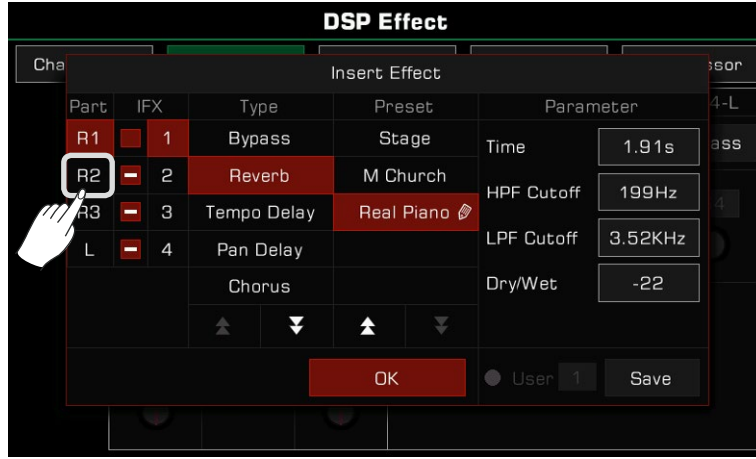 DSP Effect
Cha
ssor
Insert Effect
4-L
Part IFX Type Preset Parameter
R1 1 Bypass Stage Time 1.91s
ass
R2 2 Reverb M Church HPF Cutoff 199Hz
R3 3 Tempo Delay Real Piano LPF Cutoff 3.52KHz
4
L 4 Pan Delay
Chorus Dry/Wet -22
OK User 1 Save